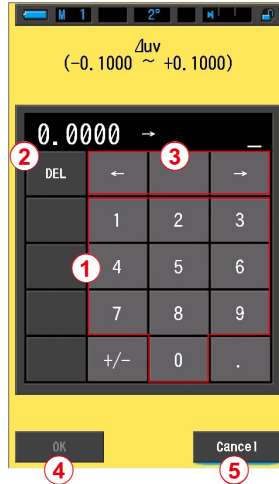 M 1 2°
⊿uv
(-0.1000 ~ +0.1000)
0.0000 → _
2 3
DEL ← →
1 2 3
1
4 5 6
7 8 9
+/- 0 .
OK Cancel
4 5